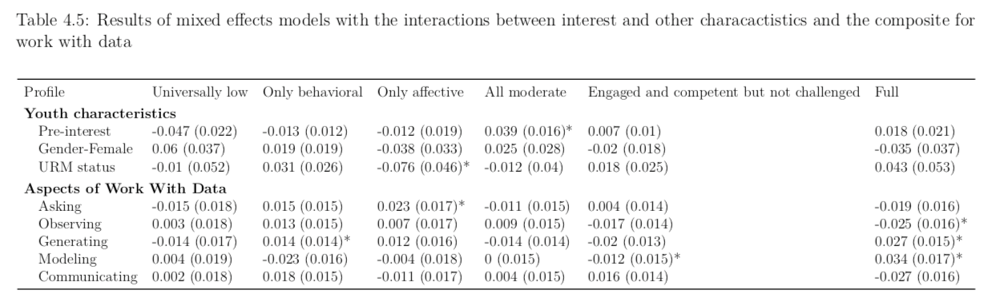 Table 4.5: Results of mixed effects models with the interactions between interest and other characactistics and the composite for
work with data
Profile Universally low Only behavioral Only affective All moderate Engaged and competent but not challenged Full
Youth characteristics
Pre-interest -0.047 (0.022) -0.013 (0.012) -0.012 (0.019) 0.039 (0.016)* 0.007 (0.01) 0.018 (0.021)
Gender-Female 0.06 (0.037) 0.019 (0.019) -0.038 (0.033) 0.025 (0.028) -0.02 (0.018) -0.035 (0.037)
URM status -0.01 (0.052) 0.031 (0.026) -0.076 (0.046)* -0.012 (0.04) 0.018 (0.025) 0.043 (0.053)
Aspects of Work With Data
Asking -0.015 (0.018) 0.015 (0.015) 0.023 (0.017)* -0.011 (0.015) 0.004 (0.014) -0.019 (0.016)
Observing 0.003 (0.018) 0.013 (0.015) 0.007 (0.017) 0.009 (0.015) -0.017 (0.014) -0.025 (0.016)*
Generating -0.014 (0.017) 0.014 (0.014)* 0.012 (0.016) -0.014 (0.014) -0.02 (0.013) 0.027 (0.015)*
Modeling 0.004 (0.019) -0.023 (0.016) -0.004 (0.018) 0 (0.015) -0.012 (0.015)* 0.034 (0.017)*
Communicating 0.002 (0.018) 0.018 (0.015) -0.011 (0.017) 0.004 (0.015) 0.016 (0.014) -0.027 (0.016)